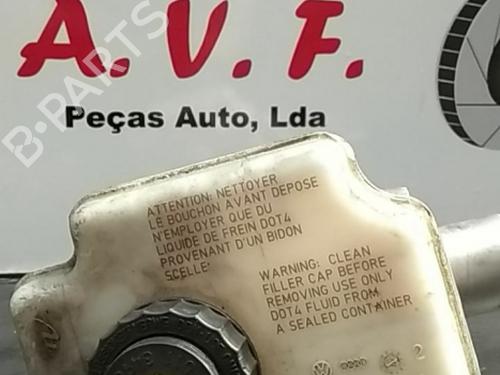 A.V.F.
Peças Auto, Lda
B-PARTS
ATTENTION: NETTOYER
LE BOUCHON AVANT DEPOSE
N'EMPLOYER QUE DU
LIQUIDE DE FREIN DOT4
PROVENANT D'UN BIDON
SCELLE'
WARNING: CLEAN
FILLER CAP BEFORE
REMOVING USE ONLY
DOT4 FLUID FROM
A SEALED CONTAINER
2